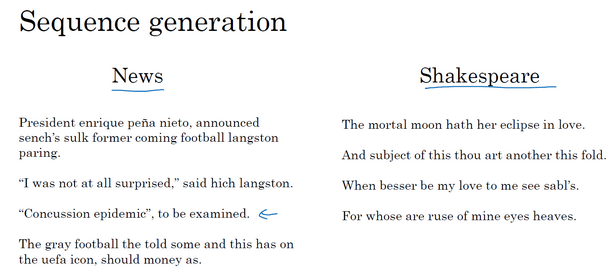 Sequence generation
News
President enrique peña nieto, announced
sench's sulk former coming football langston
paring.
"I was not at all surprised," said hich langston.
"Concussion epidemic", to be examined.
The gray football the told some and this has on
the uefa icon, should money as.
Shakespeare
The mortal moon hath her eclipse in love.
And subject of this thou art another this fold.
When besser be my love to me see sabl's.
For whose are ruse of mine eyes heaves.